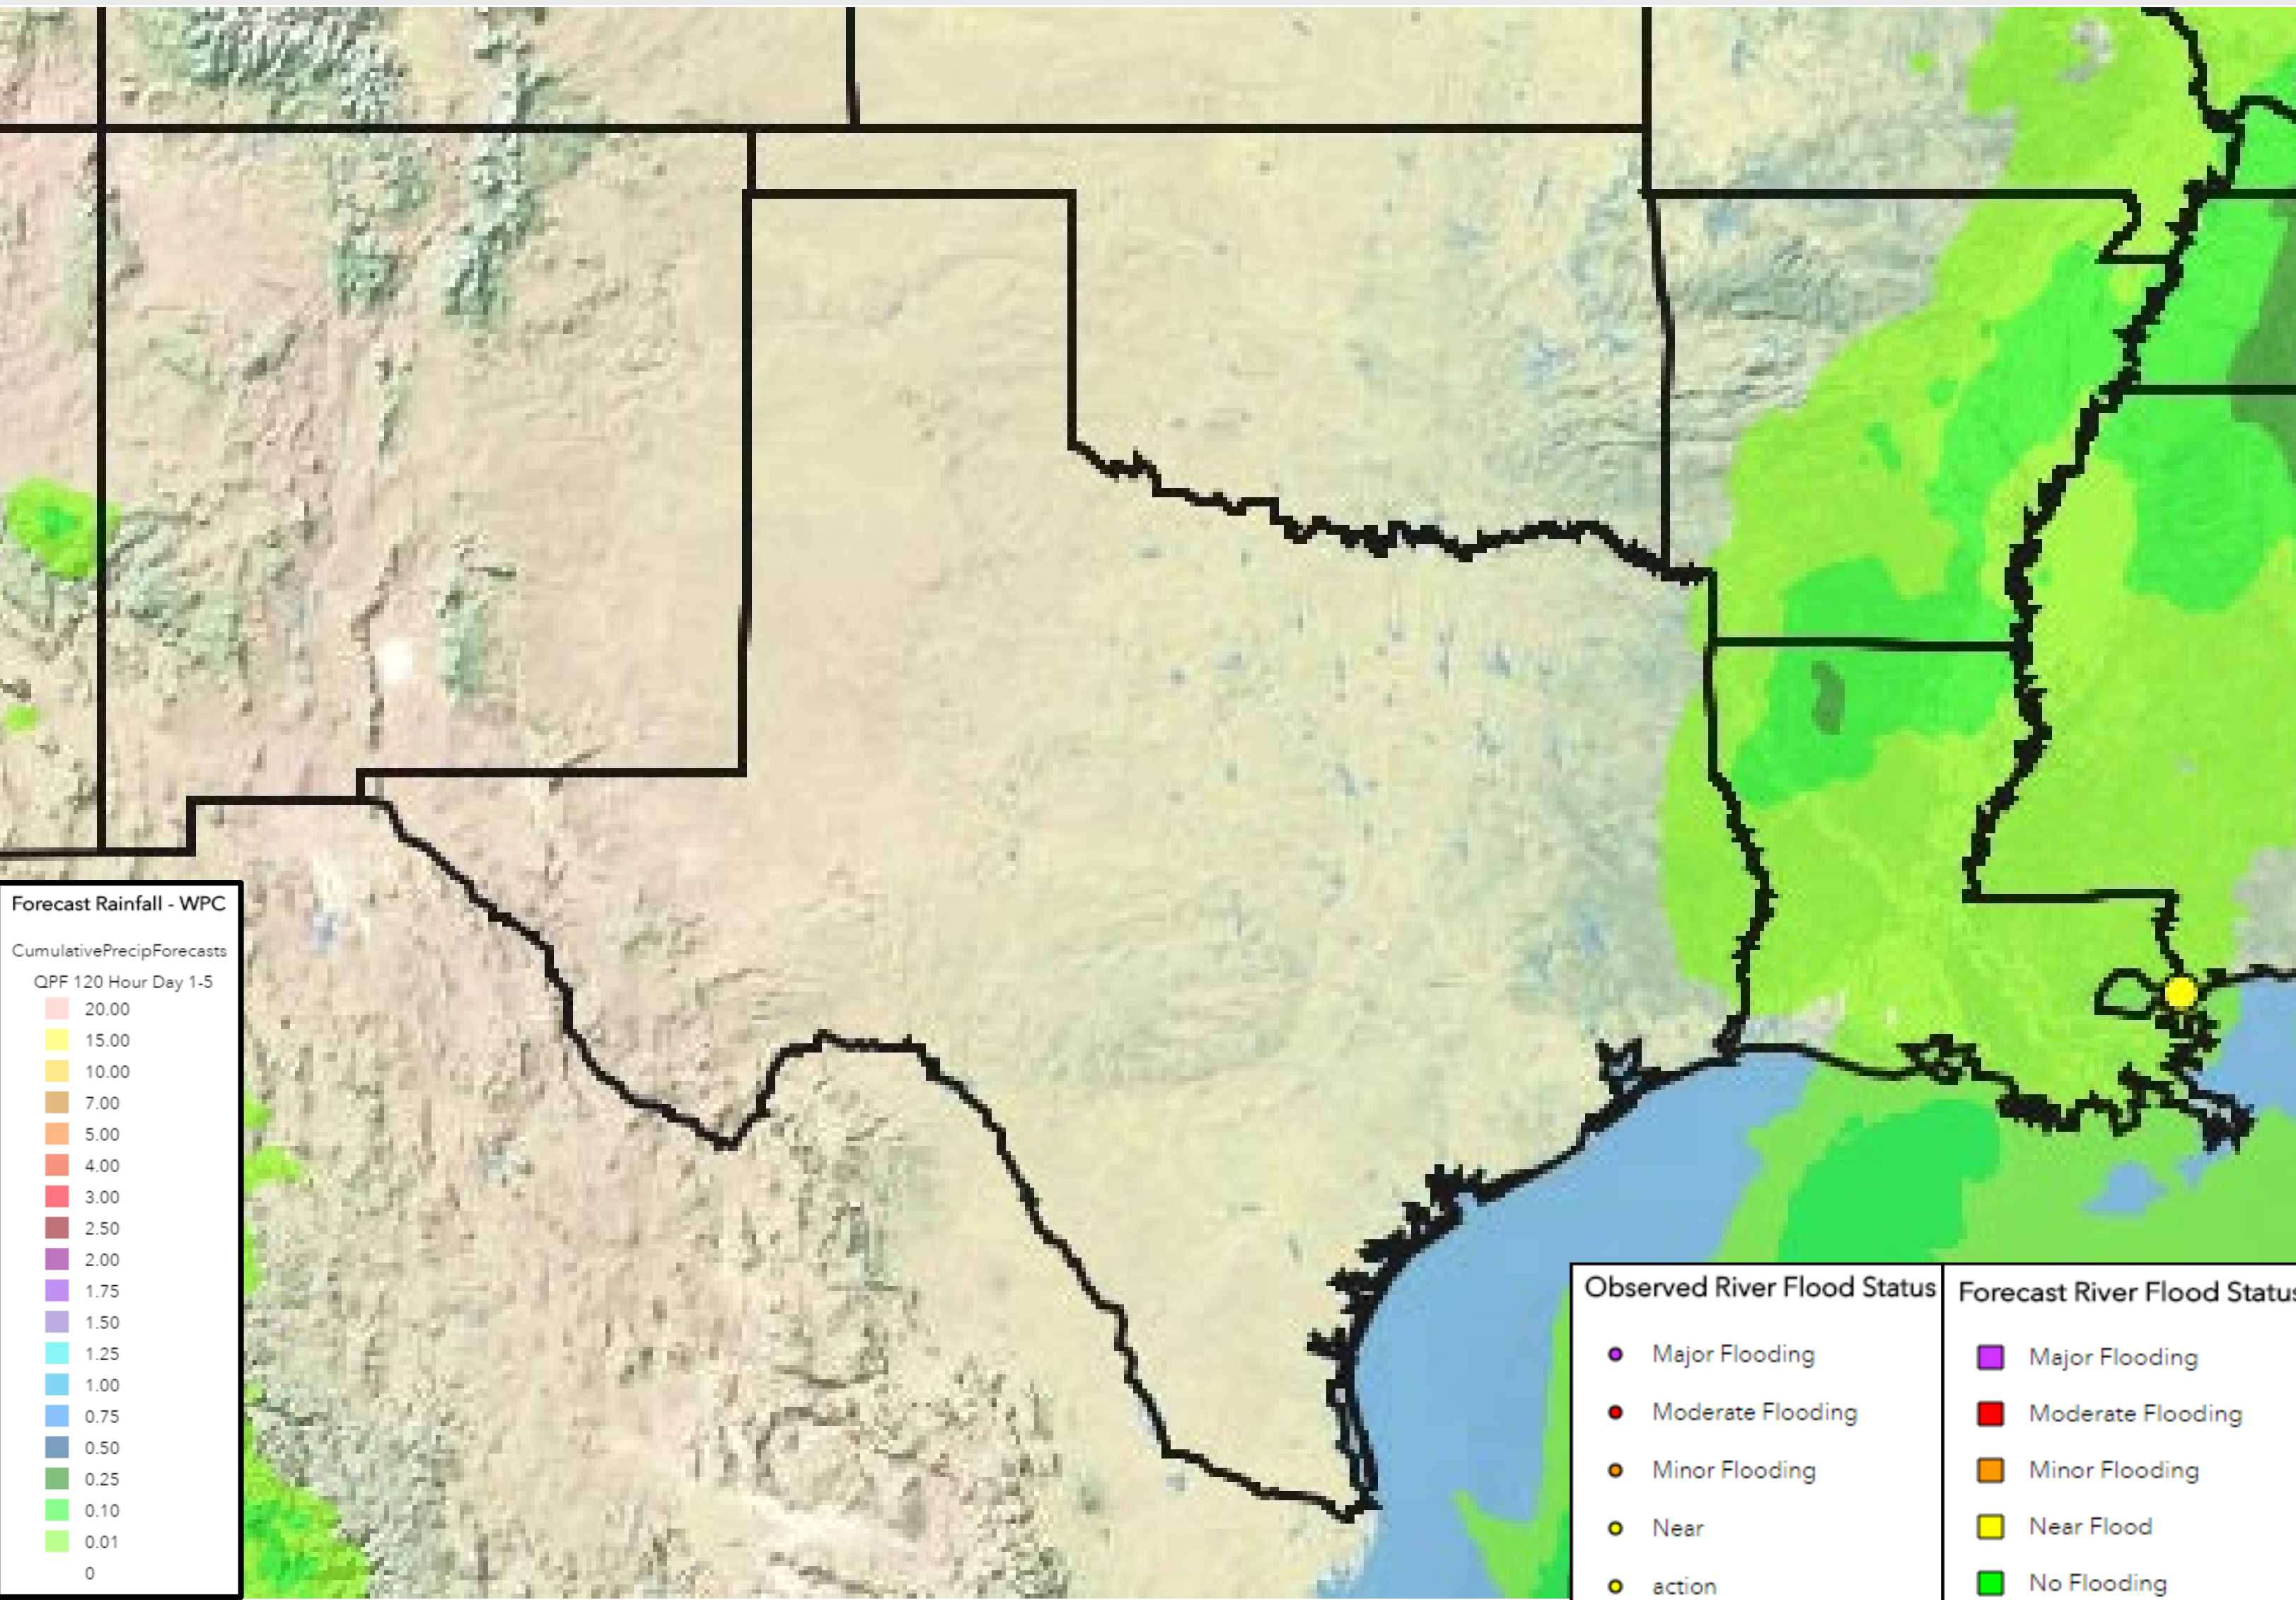 Forecast Rainfall - WPC
CumulativePrecipForecasts
QPF 120 Hour Day 1-5
20.00
15.00
10.00
7.00
5.00
4.00
3.00
2.50
2.00
1.75
1.50
1.25
1.00
0.75
0.50
0.25
0.10
0.01
0
Observed River Flood Status
Major Flooding
Moderate Flooding
Minor Flooding
Near
action
Forecast River Flood Status
Major Flooding
Moderate Flooding
Minor Flooding
Near Flood
No Flooding